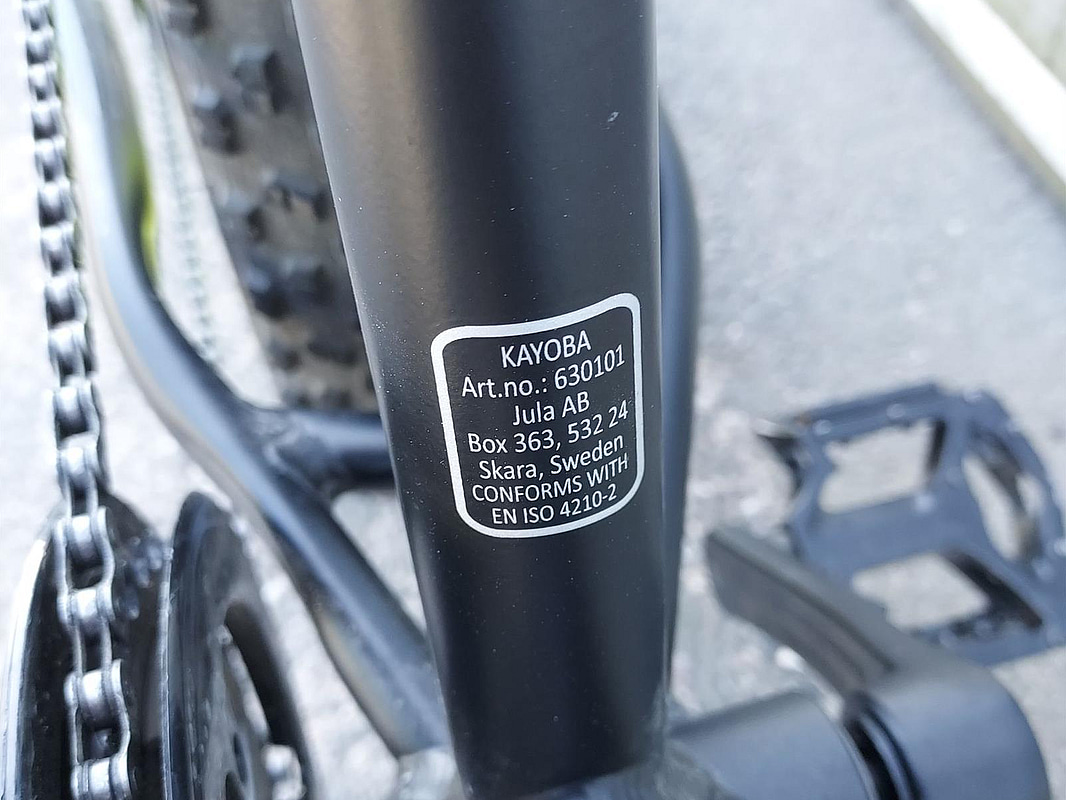 KAYOBA
Art.no.: 630101
Jula AB
Box 363, 532 24
Skara, Sweden
CONFORMS WITH
EN ISO 4210-2